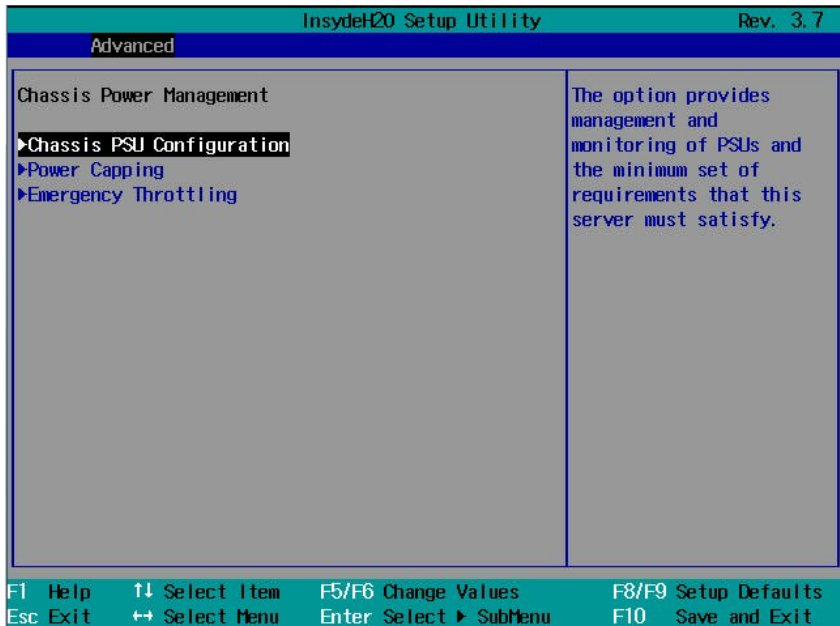 InsydeH2O Setup Utility Rev. 3.7
Advanced
Chassis Power Management
▶Chassis PSU Configuration
▶Power Capping
▶Emergency Throttling
The option provides
management and
monitoring of PSUs and
the minimum set of
requirements that this
server must satisfy.
F1 Help ↑↓ Select Item F5/F6 Change Values F8/F9 Setup Defaults
Esc Exit ↔ Select Menu Enter Select ▶ SubMenu F10 Save and Exit